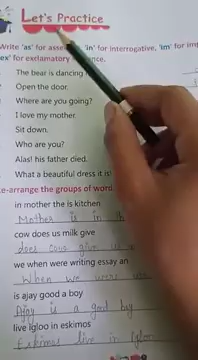 Let's Practice
Write 'as' for asse 'in' for interrogative, 'im' for im
ex' for exclamatory nce.
The bear is dancing
Open the door.
Where are you going?
I love my mother
Sit down.
Who are you?
Alas! his father died.
What a beautiful dress it is!
e-arrange the groups of word
in mother the is kitchen
Mother is in th
cow does us milk give
does cow give us
we when were writing essay an
When we were
is ajay good a boy
Ajay is a good boy
live Igloo in eskimos
Eskimos live in Igloo